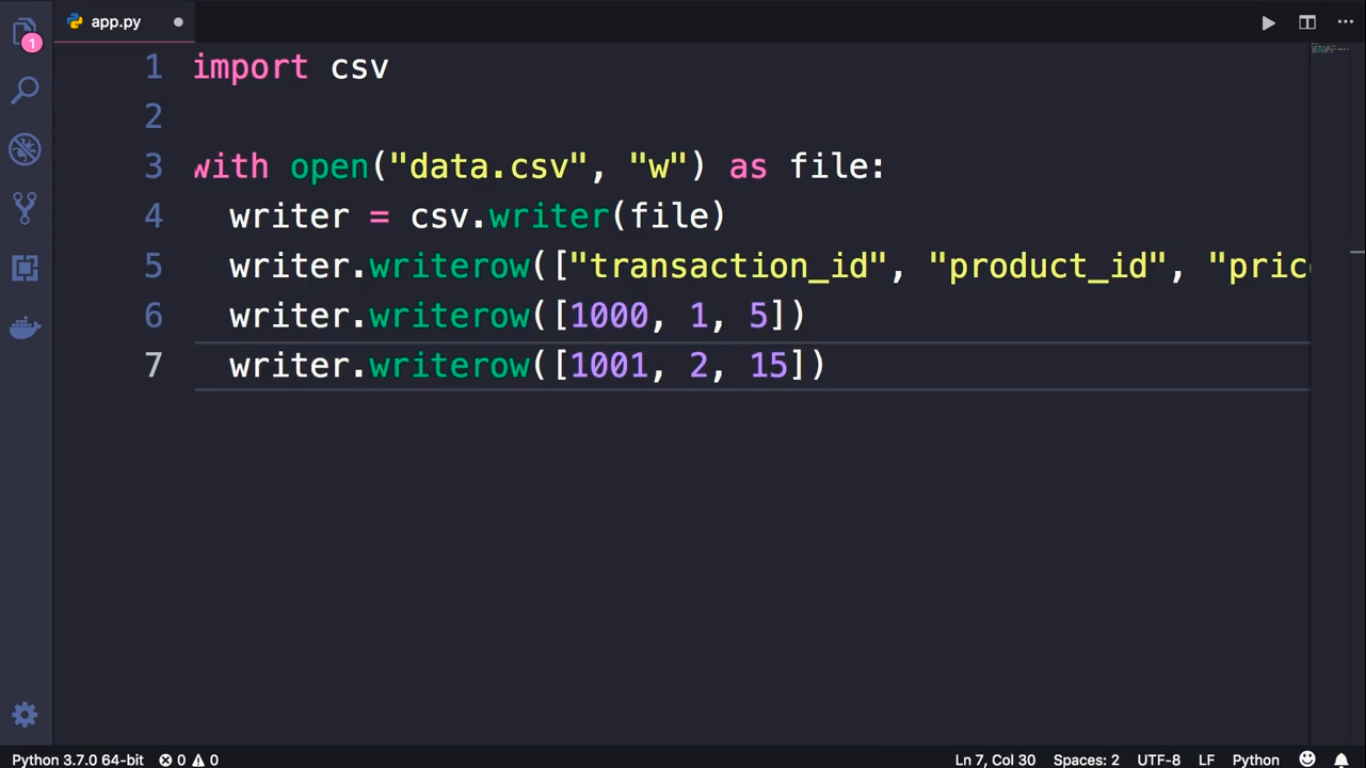 app.py
1
1 import csv
2
3 with open("data.csv", "w") as file:
4 writer = csv.writer(file)
5 writer.writerow(["transaction_id", "product_id", "pric
6 writer.writerow([1000, 1, 5])
7 writer.writerow([1001, 2, 15])
Python 3.7.0 64-bit 0 0 Ln 7, Col 30 Spaces: 2 UTF-8 LF Python